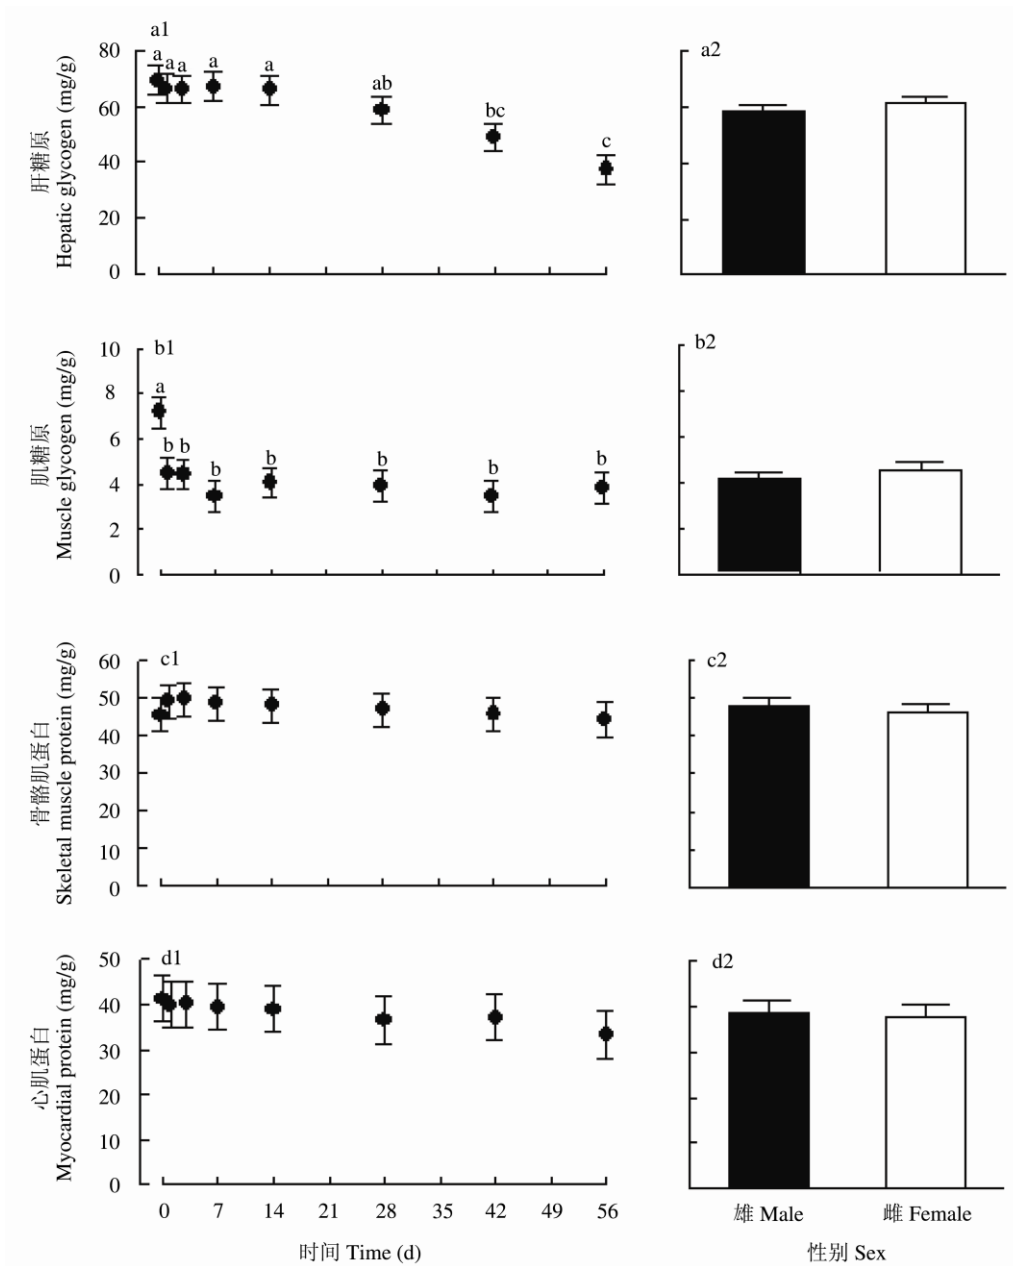 a1
80
60
40
20
0
肝糖原
Hepatic glycogen (mg/g)
a a a a a ab bc c
a2
b1
10
8
6
4
2
0
肌糖原
Muscle glycogen (mg/g)
a b b b b b b b
b2
c1
60
50
40
30
20
10
0
骨骼肌蛋白
Skeletal muscle protein (mg/g)
c2
d1
50
40
30
20
10
0
心肌蛋白
Myocardial protein (mg/g)
d2
0 7 14 21 28 35 42 49 56
时间 Time (d)
雄 Male 雌 Female
性别 Sex